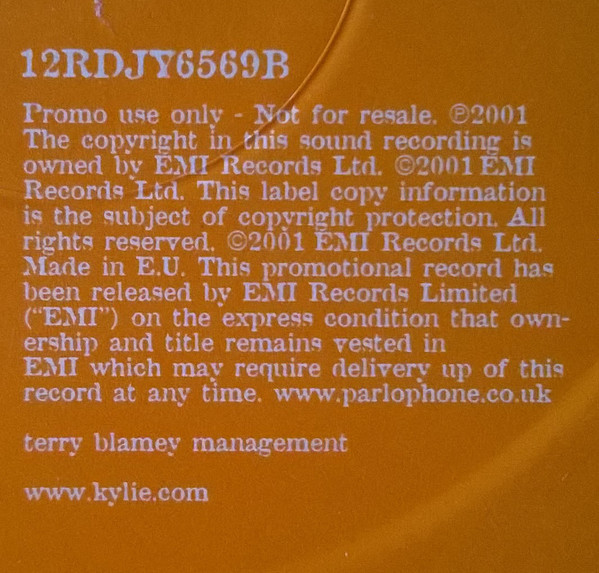 12RDJY6569B
Promo use only - Not for resale. ℗2001
The copyright in this sound recording is
owned by EMI Records Ltd. ©2001 EMI
Records Ltd. This label copy information
is the subject of copyright protection. All
rights reserved. ©2001 EMI Records Ltd.
Made in E.U. This promotional record has
been released by EMI Records Limited
(“EMI”) on the express condition that own-
ership and title remains vested in
EMI which may require delivery up of this
record at any time. www.parlophone.co.uk
terry blamey management
www.kylie.com